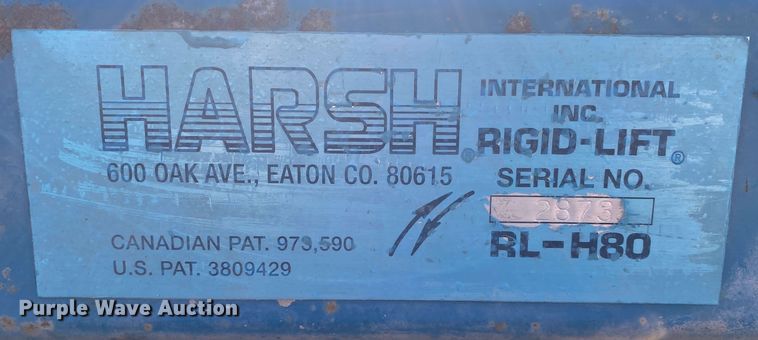 HARSH®
INTERNATIONAL
INC.
RIGID-LIFT®
600 OAK AVE., EATON CO. 80615
SERIAL NO.
2873
CANADIAN PAT. 973,590
U.S. PAT. 3809429
RL-H80
Purple Wave Auction